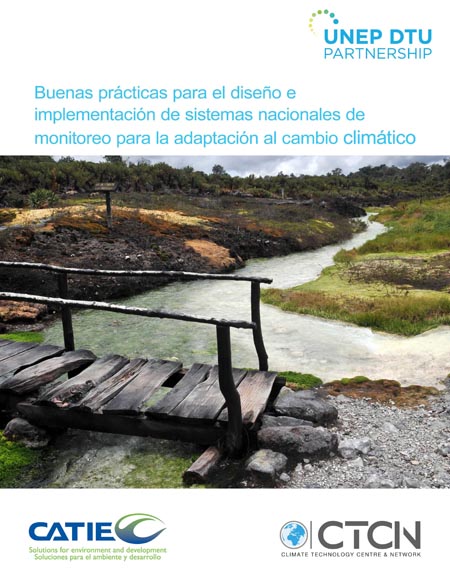 UNEP DTU
PARTNERSHIP
Buenas prácticas para el diseño e
implementación de sistemas nacionales de
monitoreo para la adaptación al cambio climático
CATIE
Solutions for environment and development
Soluciones para el ambiente y desarrollo
CTCN
CLIMATE TECHNOLOGY CENTRE & NETWORK